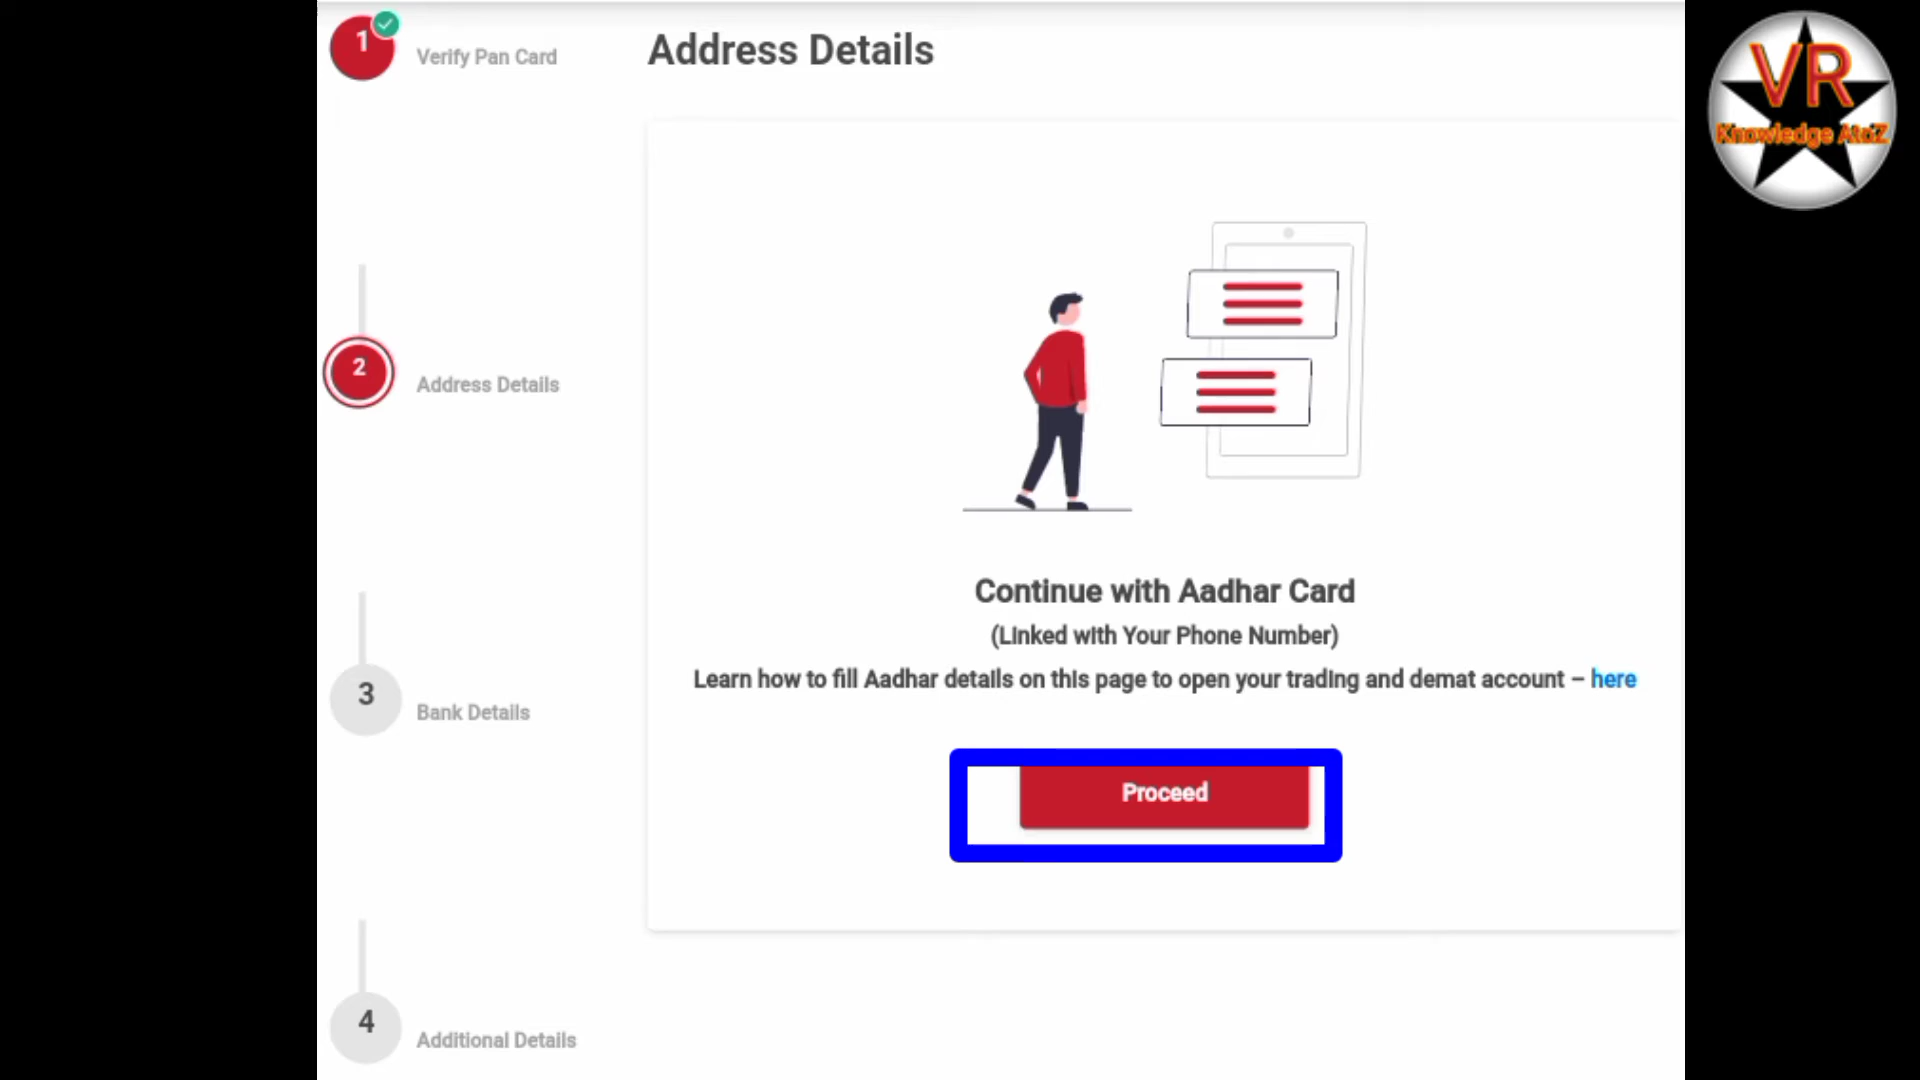 1
Verify Pan Card
Address Details
VR
Knowledge AtoZ
2
Address Details
Continue with Aadhar Card
(Linked with Your Phone Number)
Learn how to fill Aadhar details on this page to open your trading and demat account – here
3
Bank Details
Proceed
4
Additional Details